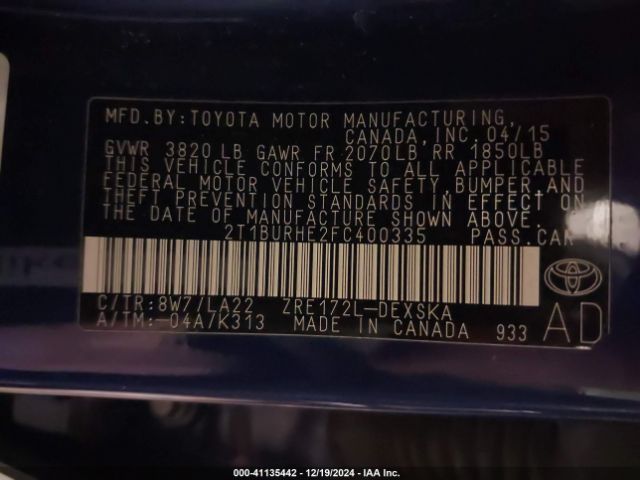 MFD.BY:TOYOTA MOTOR MANUFACTURING,
CANADA,INC. 04/15
GVWR 3820 LB GAWR FR 2070LB RR 1850LB
THIS VEHICLE CONFORMS TO ALL APPLICABLE
FEDERAL MOTOR VEHICLE SAFETY, BUMPER,AND
THEFT PREVENTION STANDARDS IN EFFECT ON
THE DATE OF MANUFACTURE SHOWN ABOVE.
2T1BURHE2FC400335 PASS.CAR
C/TR:8W7/LA22 ZRE172L-DEXSKA
A/TM:-04A/K313 MADE IN CANADA 933
AD
000-41135442 - 12/19/2024 - IAA Inc.